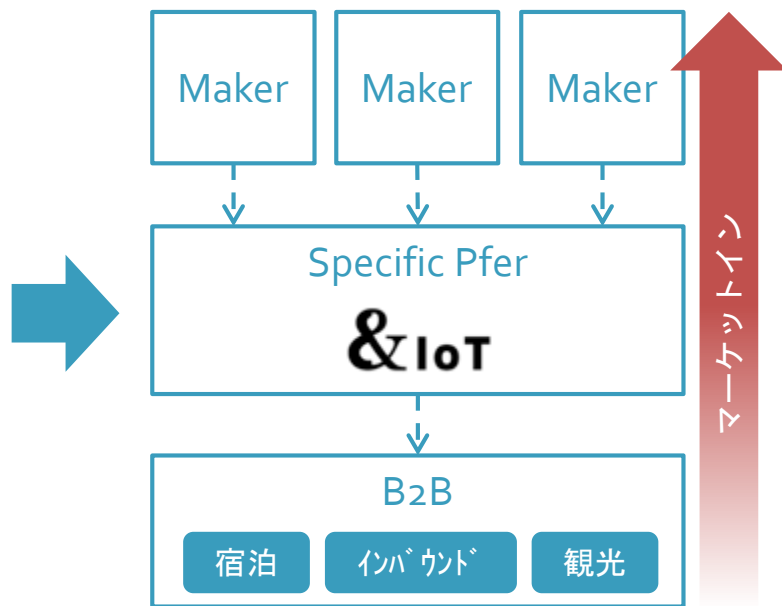 Maker
Maker
Maker
Specific Pfer
&IoT
B2B
宿泊
インバウンド
観光
マーケットイン